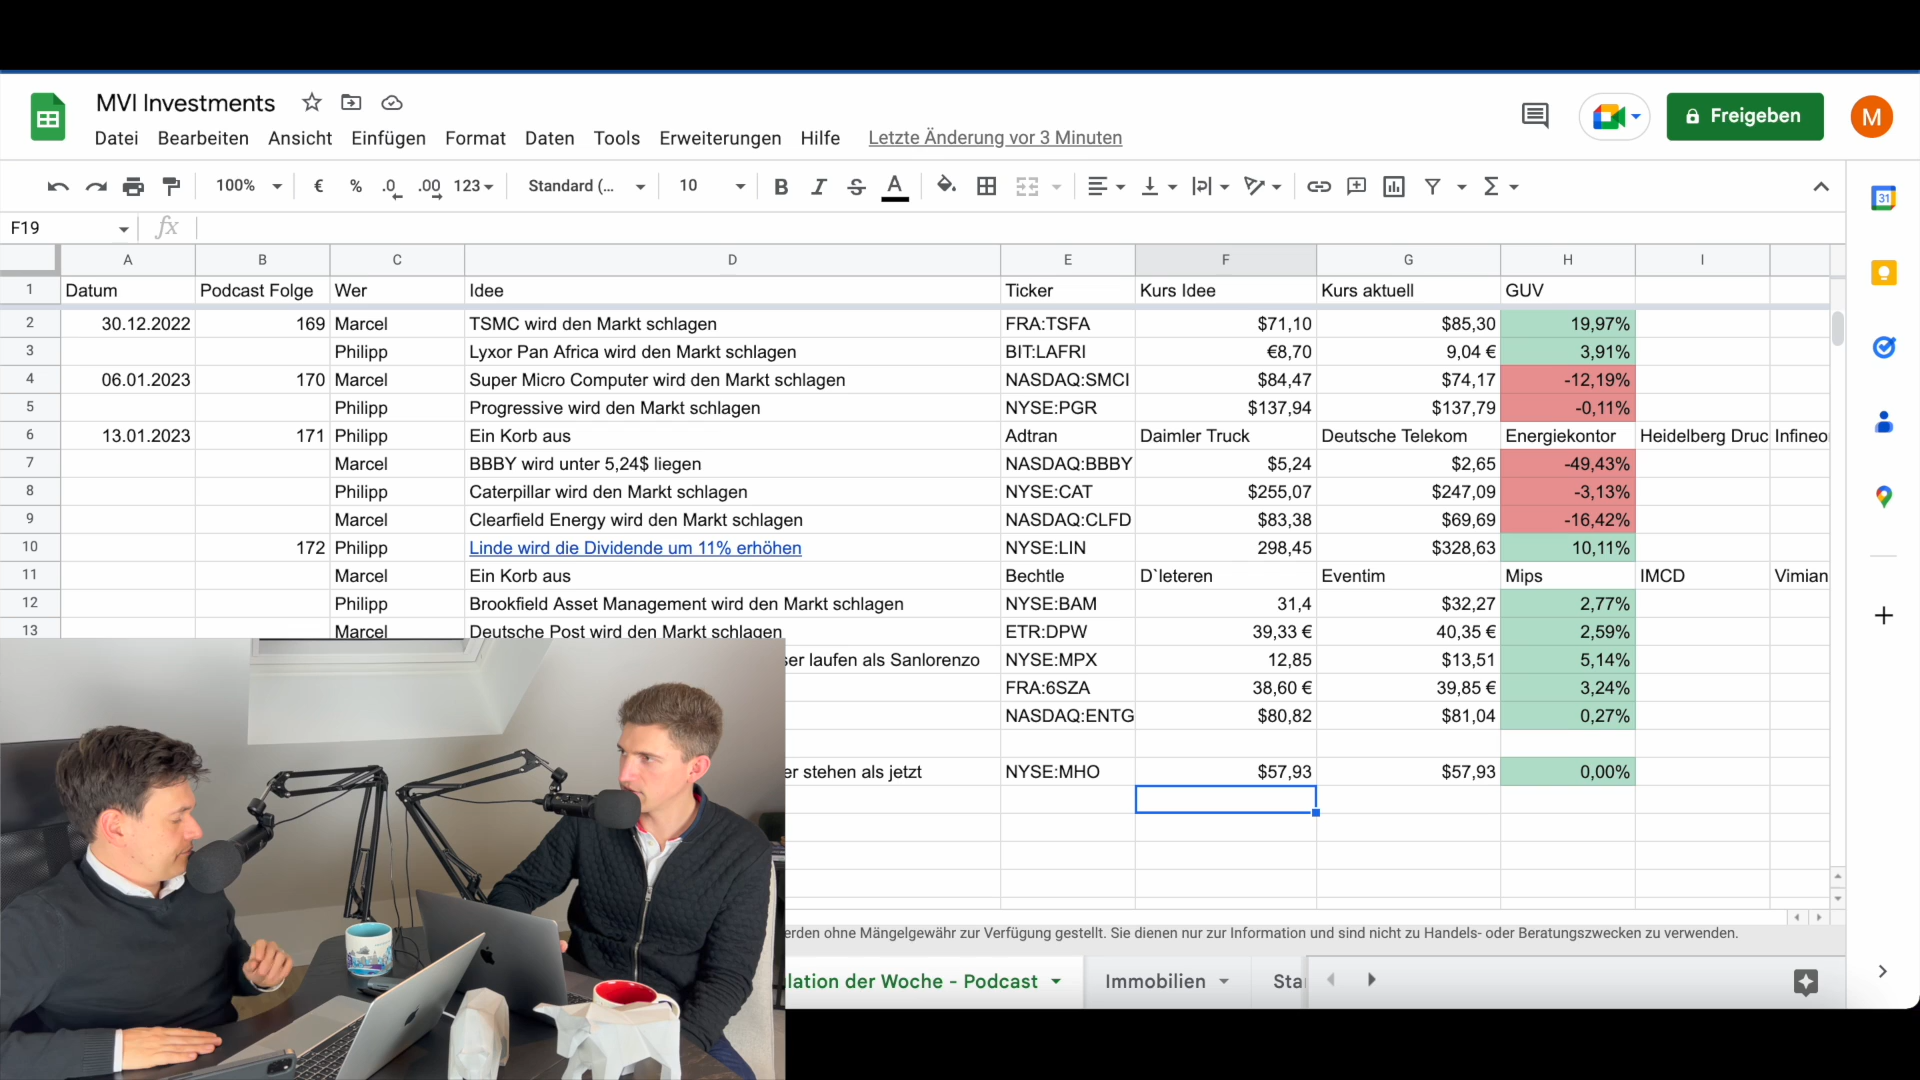 MVI Investments
Freigeben
M
Datei Bearbeiten Ansicht Einfügen Format Daten Tools Erweiterungen Hilfe Letzte Änderung vor 3 Minuten
100% € % .0 .00 123 Standard (... 10 B I S A
31
F19 fx
A B C D E F G H I
1 Datum Podcast Folge Wer Idee Ticker Kurs Idee Kurs aktuell GUV
2 30.12.2022 169 Marcel TSMC wird den Markt schlagen FRA:TSFA $71,10 $85,30 19,97%
3 Philipp Lyxor Pan Africa wird den Markt schlagen BIT:LAFRI €8,70 9,04 € 3,91%
4 06.01.2023 170 Marcel Super Micro Computer wird den Markt schlagen NASDAQ:SMCI $84,47 $74,17 -12,19%
5 Philipp Progressive wird den Markt schlagen NYSE:PGR $137,94 $137,79 -0,11%
6 13.01.2023 171 Philipp Ein Korb aus Adtran Daimler Truck Deutsche Telekom Energiekontor Heidelberg Druc Infineo
7 Marcel BBBY wird unter 5,24$ liegen NASDAQ:BBBY $5,24 $2,65 -49,43%
8 Philipp Caterpillar wird den Markt schlagen NYSE:CAT $255,07 $247,09 -3,13%
9 Marcel Clearfield Energy wird den Markt schlagen NASDAQ:CLFD $83,38 $69,69 -16,42%
10 172 Philipp Linde wird die Dividende um 11% erhöhen NYSE:LIN 298,45 $328,63 10,11%
11 Marcel Ein Korb aus Bechtle D`Ieteren Eventim Mips IMCD Vimian
12 Philipp Brookfield Asset Management wird den Markt schlagen NYSE:BAM 31,4 $32,27 2,77%
13 Marcel Deutsche Post wird den Markt schlagen ETR:DPW 39,33 € 40,35 € 2,59%
ser laufen als Sanlorenzo NYSE:MPX 12,85 $13,51 5,14%
FRA:6SZA 38,60 € 39,85 € 3,24%
NASDAQ:ENTG $80,82 $81,04 0,27%
er stehen als jetzt NYSE:MHO $57,93 $57,93 0,00%
erden ohne Mängelgewähr zur Verfügung gestellt. Sie dienen nur zur Information und sind nicht zu Handels- oder Beratungszwecken zu verwenden.
lation der Woche - Podcast Immobilien Sta